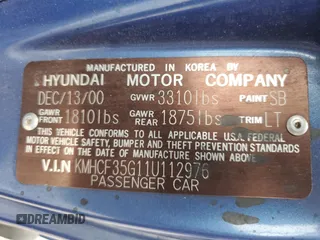 MANUFACTURED IN KOREA BY
HYUNDAI MOTOR COMPANY
DEC/13/00 GVWR 3310lbs PAINT SB
GAWR FRONT 1810lbs GAWR REAR 1875lbs TRIM LT
THIS VEHICLE CONFORMS TO ALL APPLICABLE U.S.A. FEDERAL
MOTOR VEHICLE SAFETY, BUMPER, AND THEFT PREVENTION STANDARDS
IN EFFECT ON THE DATE OF MANUFACTURE SHOWN ABOVE.
V.I.N KMHCF35G11U112976
PASSENGER CAR
DREAMBID